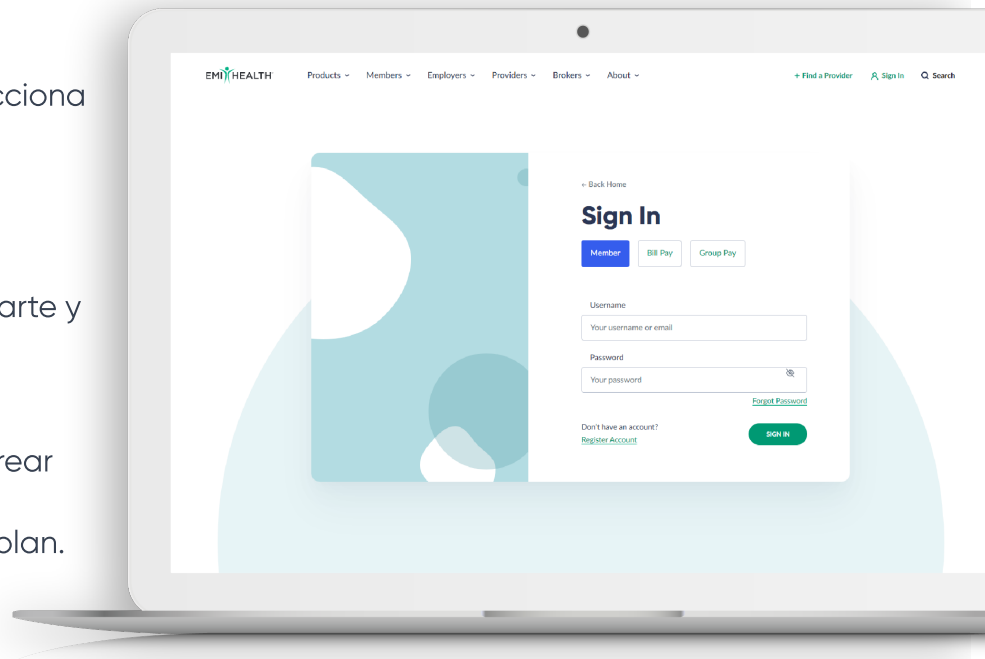 cciona
arte y
rear
plan.
EMI HEALTH
Products Members Employers Providers Brokers About + Find a Provider Sign In Search
← Back Home
Sign In
Member Bill Pay Group Pay
Username
Your username or email
Password
Your password
Forgot Password
Don't have an account?
Register Account
SIGN IN